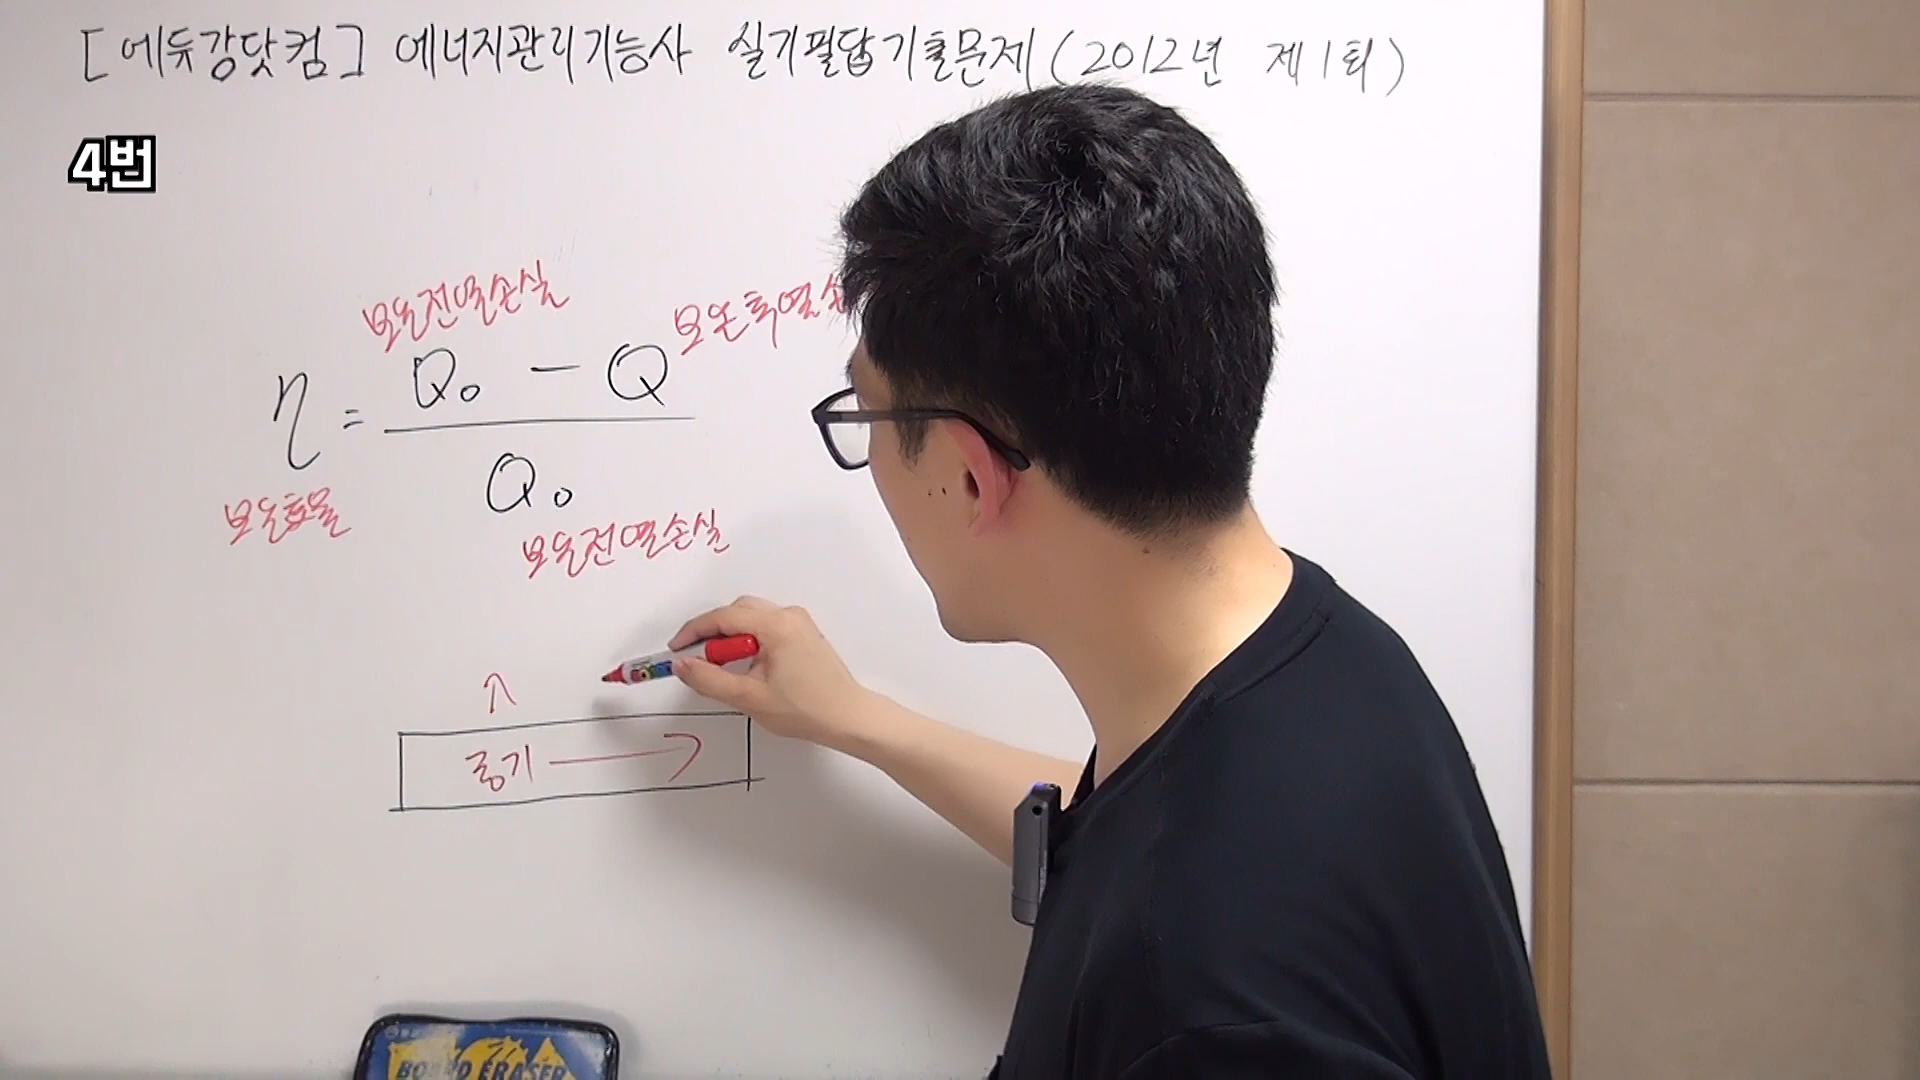 [에듀강닷컴] 에너지관리기능사 실기필답기출문제(2012년 제1회)
4번
보온전열손실 보온후열손
η = Q₀ - Q / Q₀
보온효율
보온전열손실
증기 →
BOARD ERASER